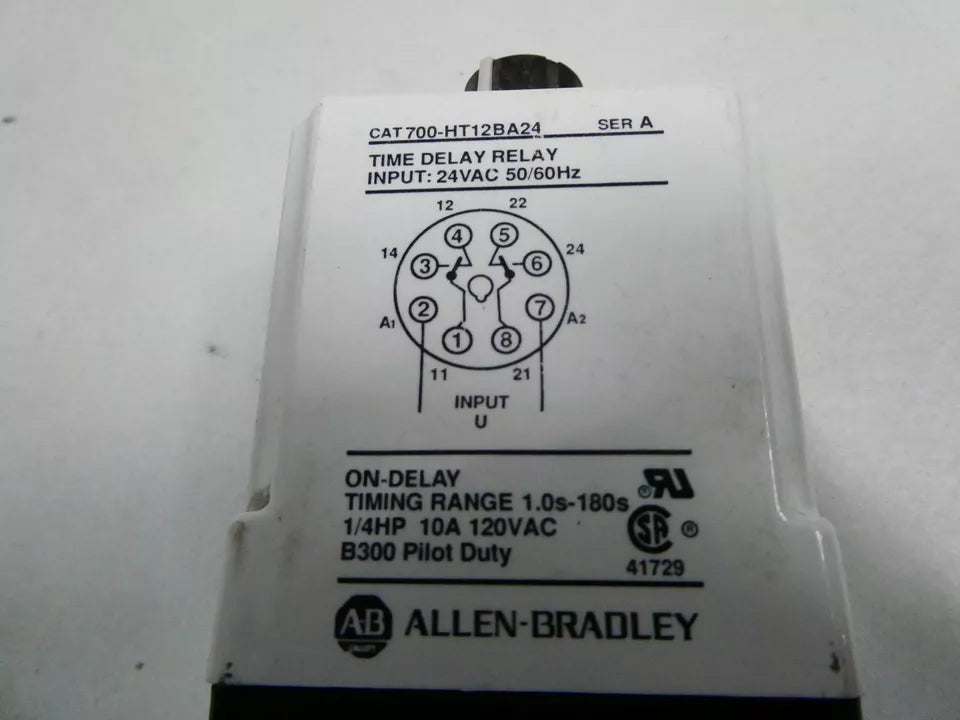 CAT 700-HT12BA24 SER A
TIME DELAY RELAY
INPUT: 24VAC 50/60Hz
12 22
4 5
14 3 6 24
2 7
A1 A2
1 8
11 21
INPUT
U
ON-DELAY
TIMING RANGE 1.0s-180s
1/4HP 10A 120VAC
B300 Pilot Duty
® RU
SA ®
41729
AB ALLEN-BRADLEY